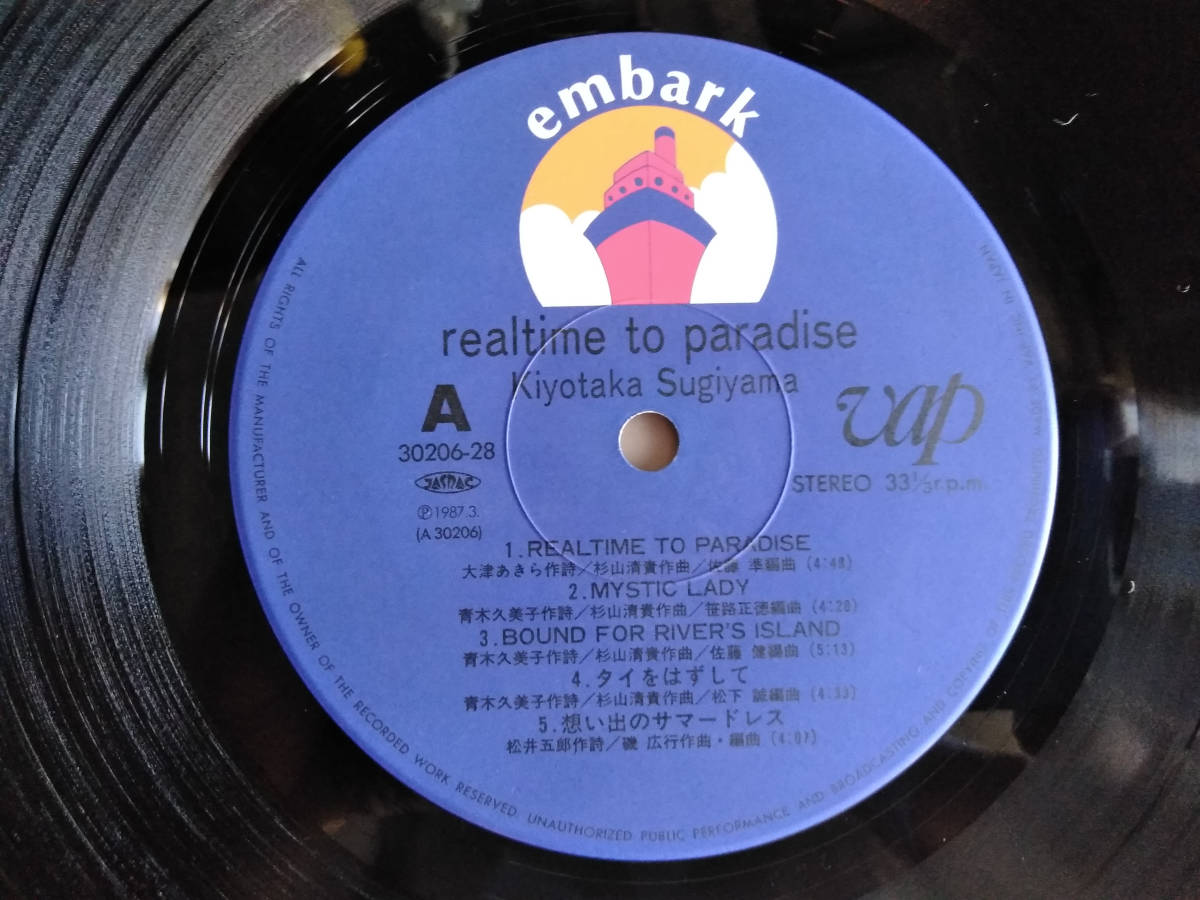 embark
realtime to paradise
Kiyotaka Sugiyama
A
30206-28
JASRAC
Ⓟ1987.3.
(A 30206)
vap
STEREO 33⅓r.p.m.
1.REALTIME TO PARADISE
大津あきら作詩/杉山清貴作曲/佐藤 準編曲 (4:48)
2.MYSTIC LADY
青木久美子作詩/杉山清貴作曲/笹路正徳編曲 (4:20)
3.BOUND FOR RIVER'S ISLAND
青木久美子作詩/杉山清貴作曲/佐藤 健編曲 (5:13)
4.タイをはずして
青木久美子作詩/杉山清貴作曲/松下 誠編曲
5.想い出のサマードレス
松井五郎作詩/磯 広行作曲・編曲 (4:07)
ALL RIGHTS OF THE MANUFACTURER AND OF THE OWNER OF THE RECORDED WORK RESERVED. UNAUTHORIZED PUBLIC PERFORMANCE AND BROADCASTING AND COPYING OF THIS
IN JAPAN.